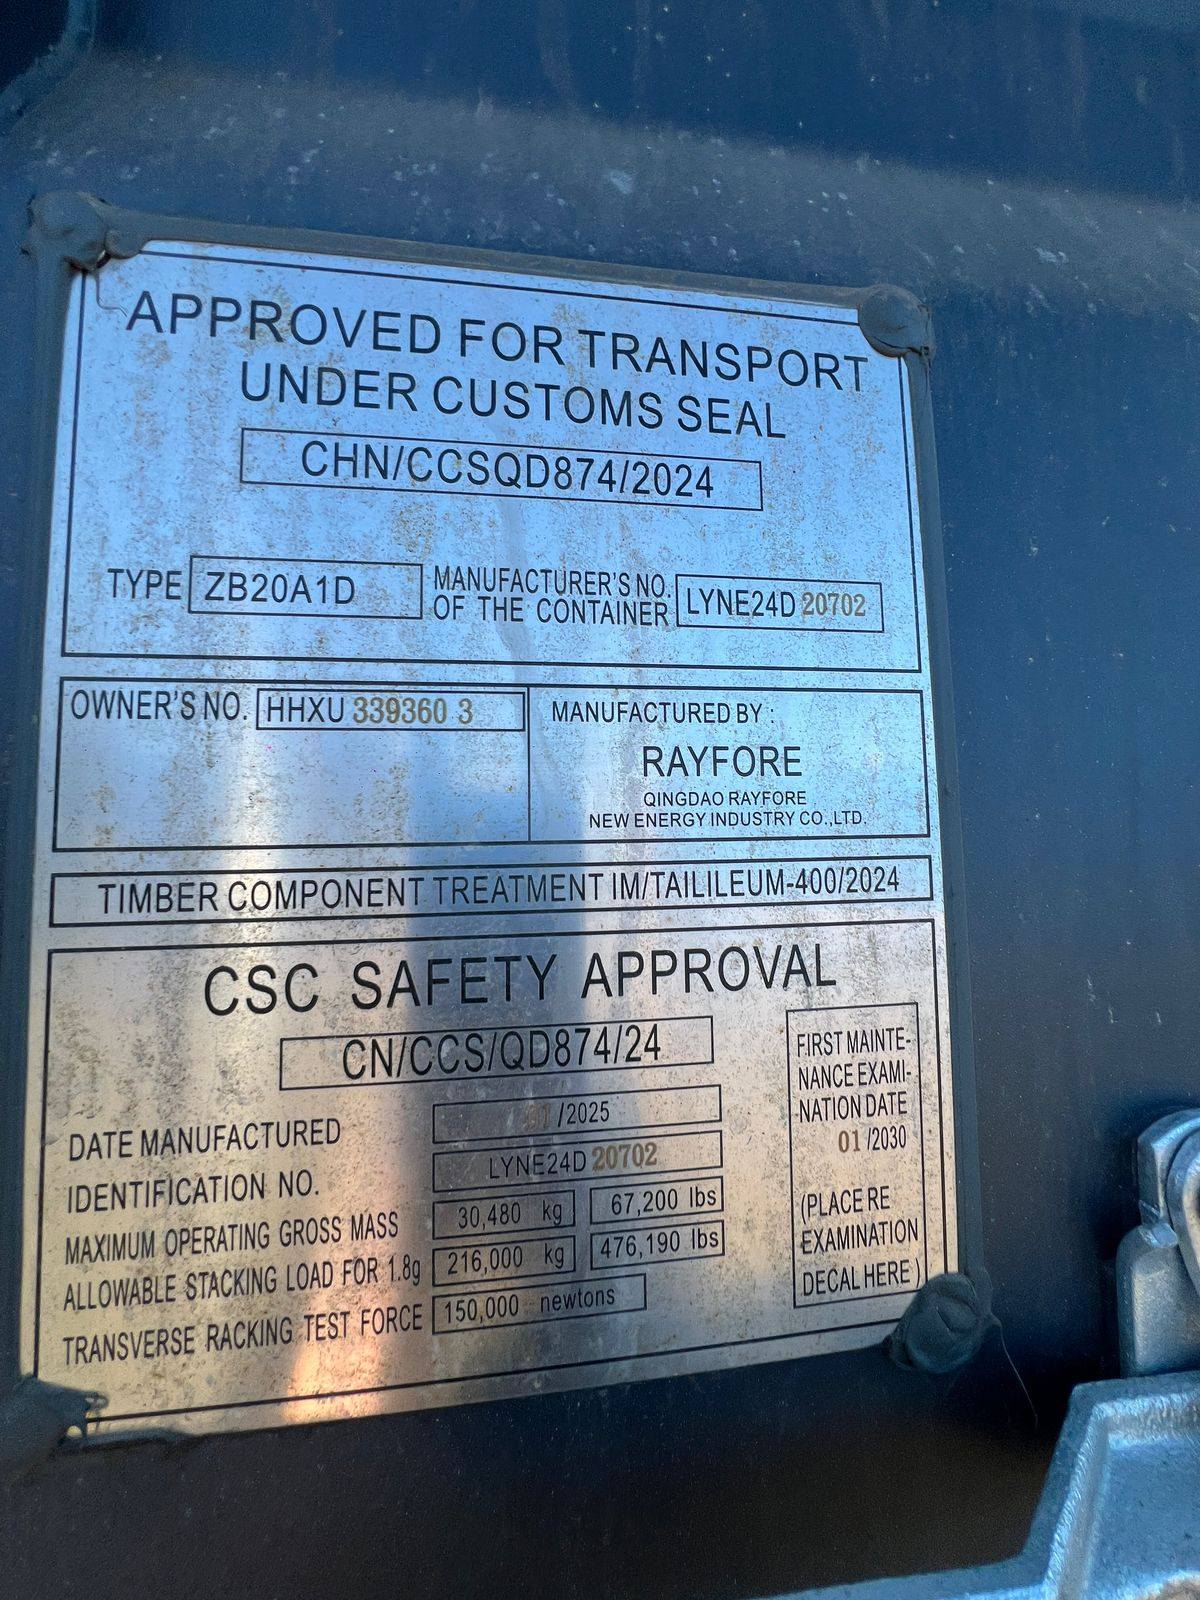 APPROVED FOR TRANSPORT
UNDER CUSTOMS SEAL
CHN/CCSQD874/2024
TYPE ZB20A1D MANUFACTURER'S NO. OF THE CONTAINER LYNE24D 20702
OWNER'S NO. HHXU 339360 3
MANUFACTURED BY :
RAYFORE
QINGDAO RAYFORE
NEW ENERGY INDUSTRY CO.,LTD.
TIMBER COMPONENT TREATMENT IM/TAILILEUM-400/2024
CSC SAFETY APPROVAL
CN/CCS/QD874/24
DATE MANUFACTURED 01/2025
IDENTIFICATION NO. LYNE24D 20702
MAXIMUM OPERATING GROSS MASS 30,480 kg 67,200 lbs
ALLOWABLE STACKING LOAD FOR 1.8g 216,000 kg 476,190 lbs
TRANSVERSE RACKING TEST FORCE 150,000 newtons
FIRST MAINTE-
NANCE EXAMI-
NATION DATE
01/2030
(PLACE RE
EXAMINATION
DECAL HERE)